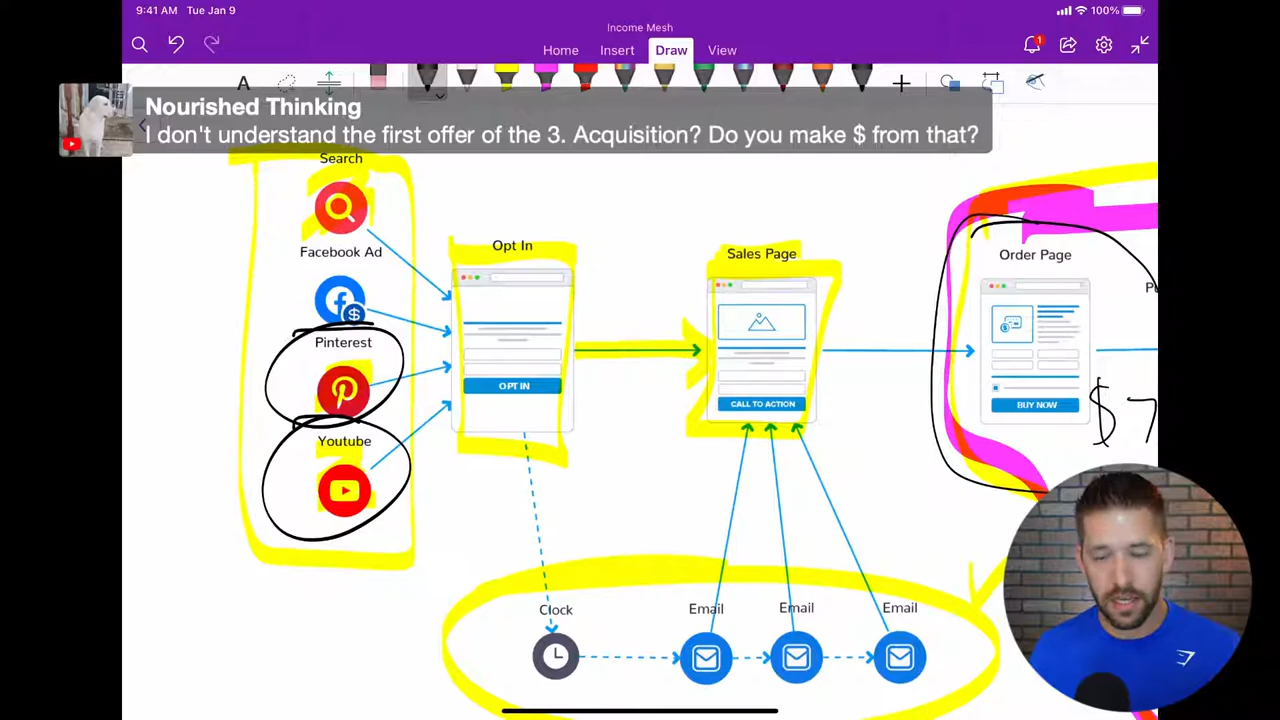 9:41 AM Tue Jan 9
100%
Income Mesh
Home Insert Draw View
1
A
Nourished Thinking
I don't understand the first offer of the 3. Acquisition? Do you make $ from that?
Search
Facebook Ad
$
Pinterest
Youtube
Opt In
OPT IN
Sales Page
CALL TO ACTION
Order Page
BUY NOW
$7
Clock
Email
Email
Email